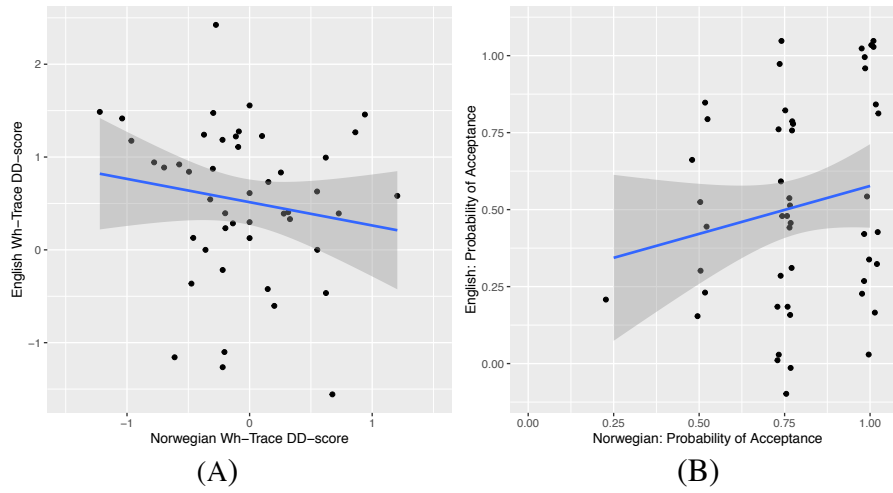 2
1
0
−1
English Wh−Trace DD−score
−1
0
1
Norwegian Wh−Trace DD−score
(A)
1.00
0.75
0.50
0.25
0.00
English: Probability of Acceptance
0.00
0.25
0.50
0.75
1.00
Norwegian: Probability of Acceptance
(B)